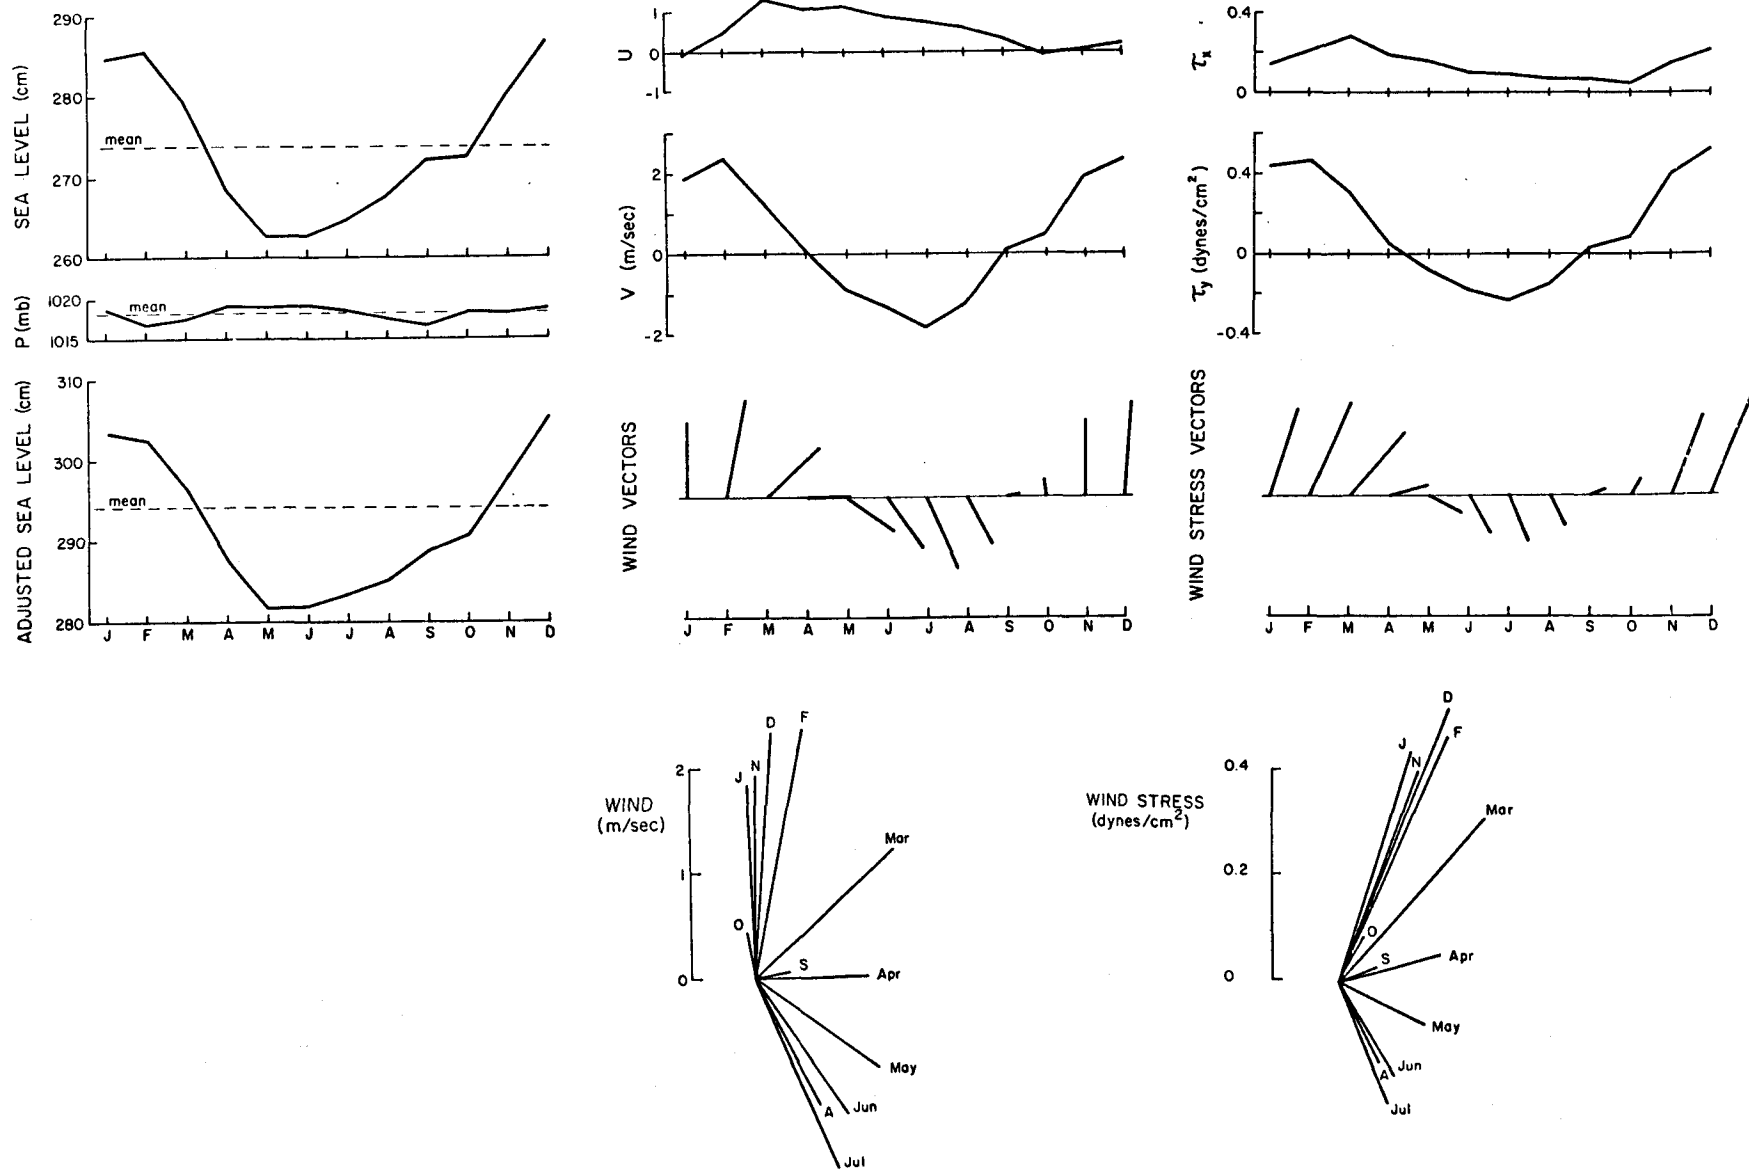 SEA LEVEL (cm)
290
280
270
260
mean
P (mb)
1020
1015
mean
ADJUSTED SEA LEVEL (cm)
310
300
290
280
mean
J F M A M J J A S O N D
U
1
0
-1
V (m/sec)
2
0
-2
WIND VECTORS
J F M A M J J A S O N D
τx
0.4
0
τy (dynes/cm²)
0.4
0
-0.4
WIND STRESS VECTORS
J F M A M J J A S O N D
WIND
(m/sec)
2
1
0
D F
N
J
Mar
O
S
Apr
May
A Jun
Jul
WIND STRESS
(dynes/cm²)
0.4
0.2
0
D
F
J
N
Mar
O
S
Apr
May
Jun
A
Jul